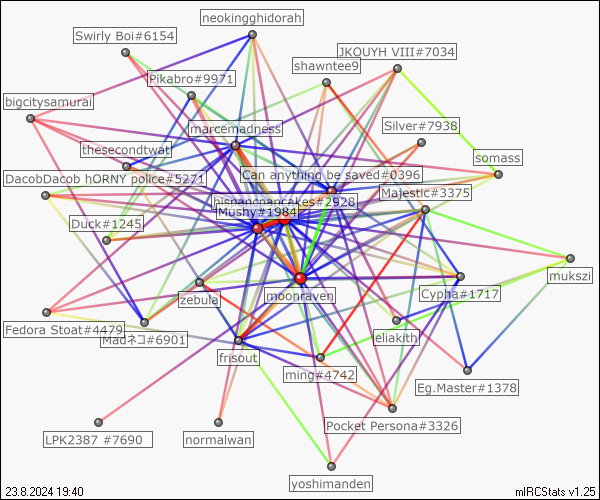 neokingghidorah
Swirly Boi#6154
JKOUYH VIII#7034
shawntee9
Pikabro#9971
bigcitysamurai
Silver#7938
marcemadness
thesecondtwat
somass
Can anything be saved#0396
DacobDacob hORNY police#5271
Majestic#3375
hispanicpancakes#2928
Mushy#1984
Duck#1245
mukszi
moonraven
Cypha#1717
zebula
Fedora Stoat#4479
Madネコ#6901
leliakith
frisout
ming#4742
Eg.Master#1378
Pocket Persona#3326
LPK2387 #7690
normalwan
yoshimanden
23.8.2024 19:40
mIRCStats v1.25